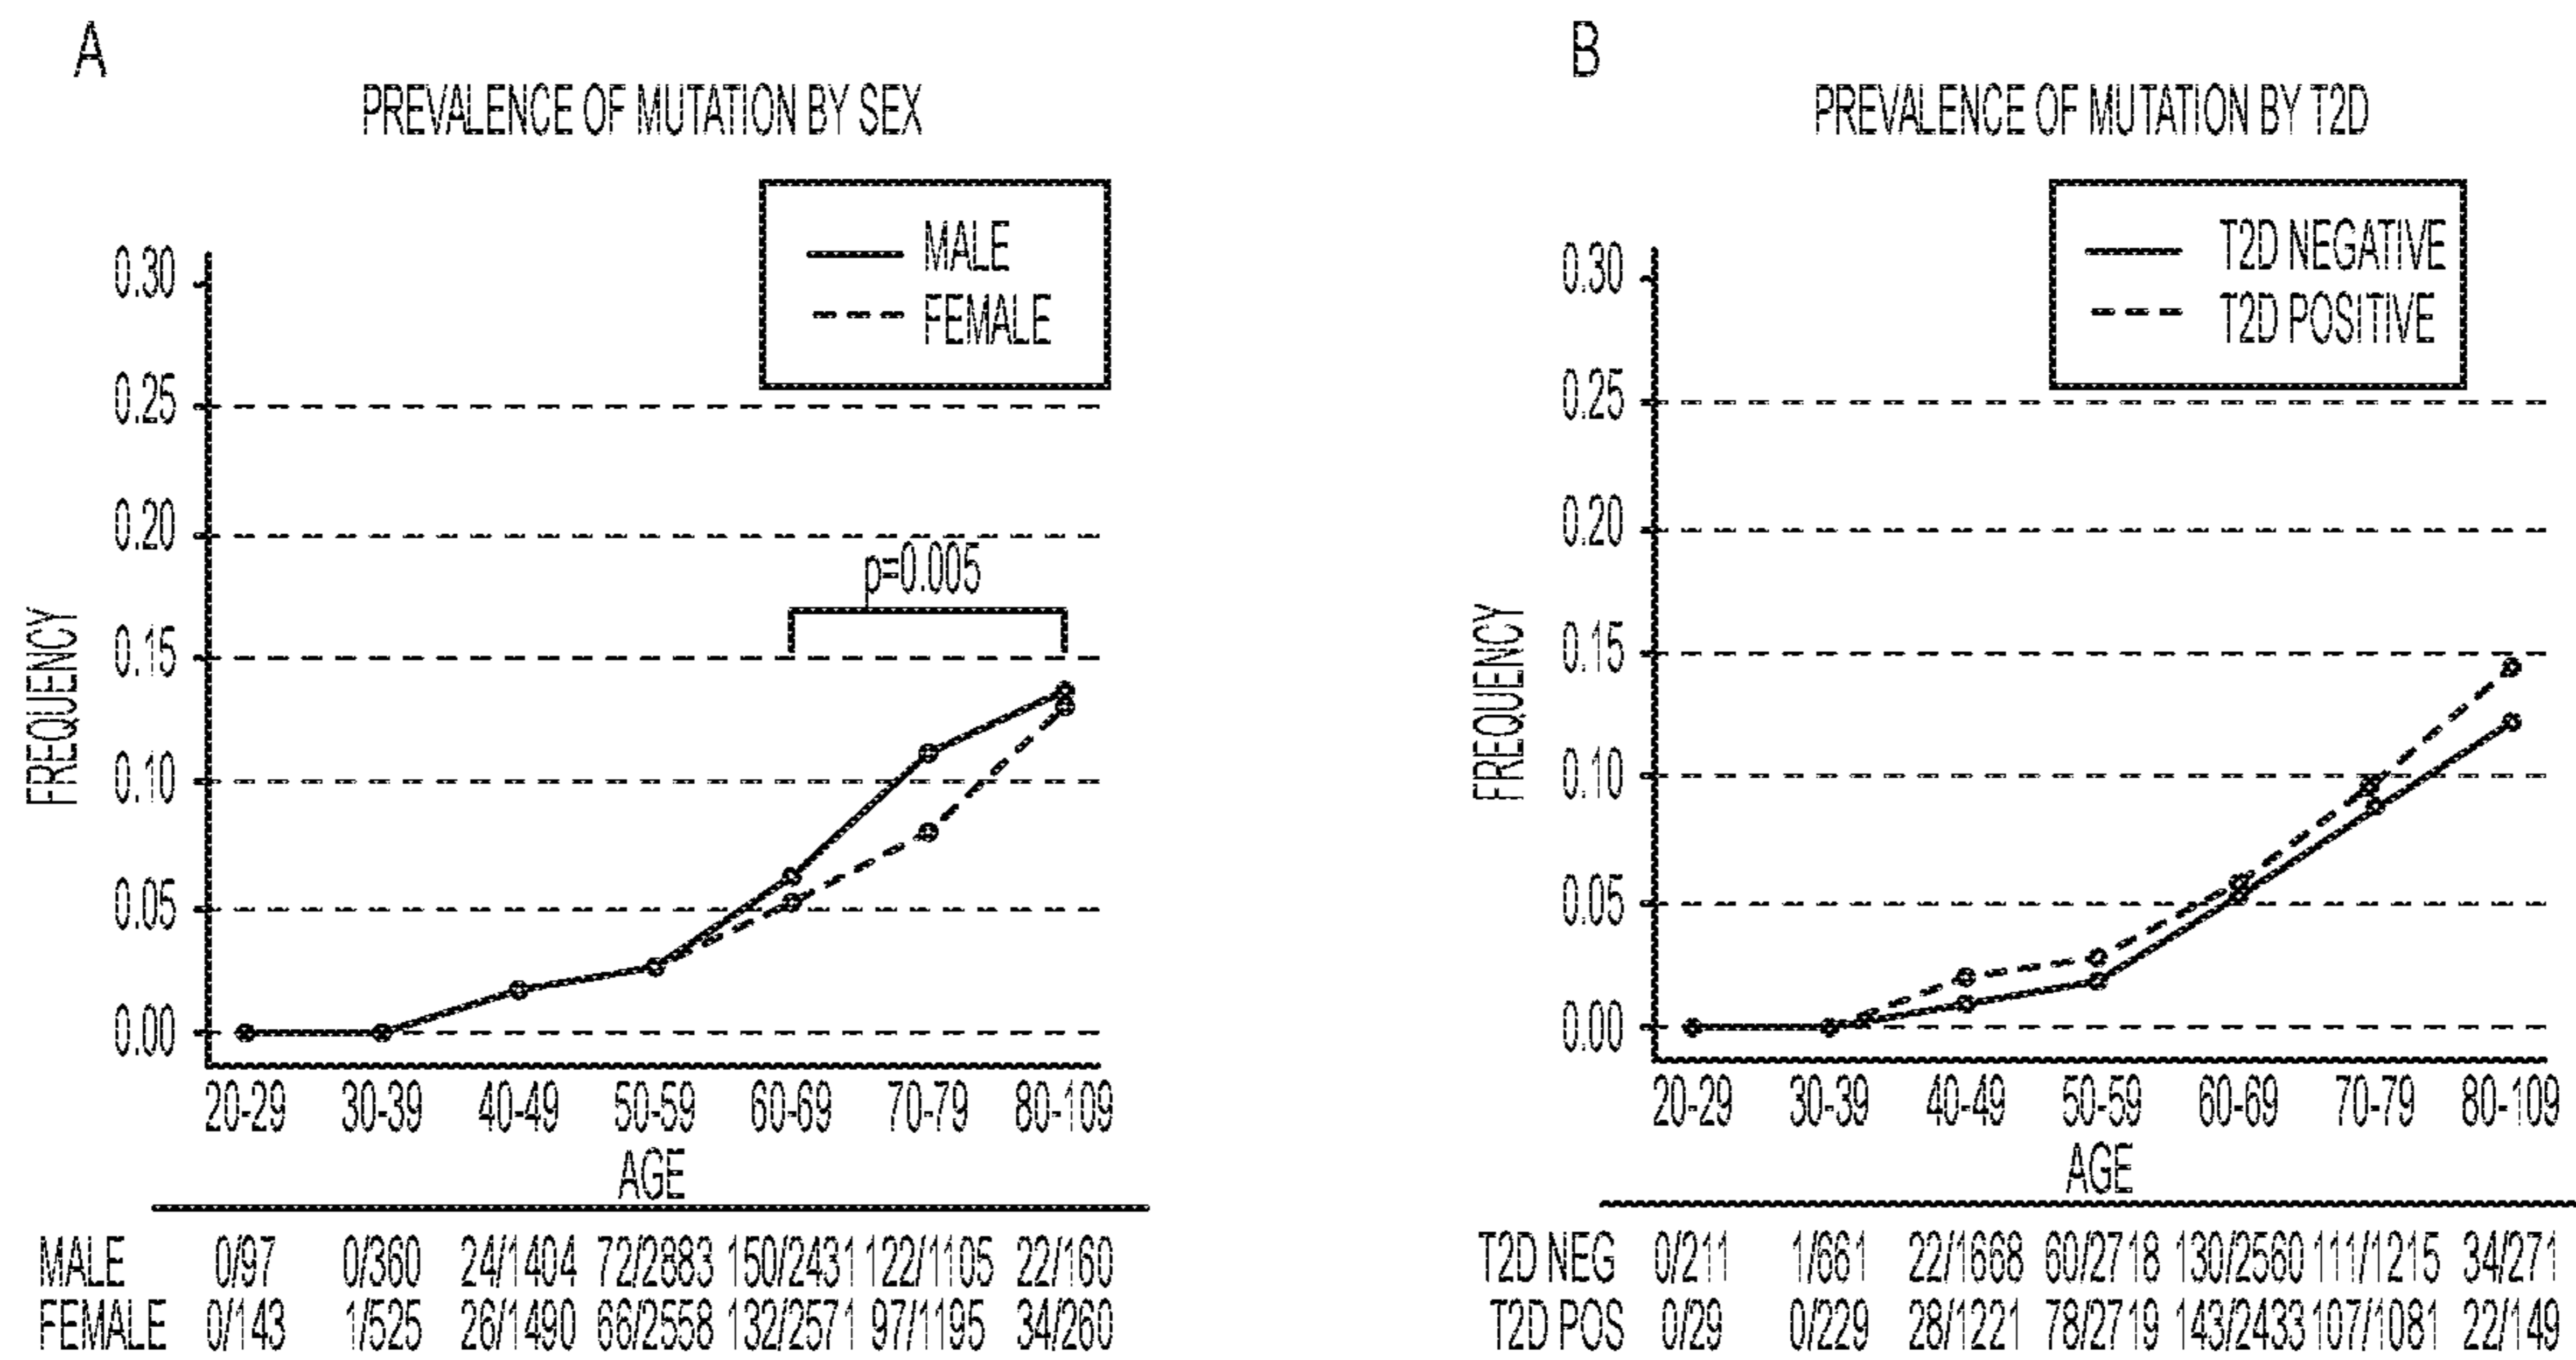 A
PREVALENCE OF MUTATION BY SEX
MALE
FEMALE
0.30
0.25
0.20
0.15
0.10
0.05
0.00
FREQUENCY
p=0.005
20-29 30-39 40-49 50-59 60-69 70-79 80-109
AGE
MALE 0/97 0/360 24/1404 72/2883 150/2431 122/1105 22/160
FEMALE 0/143 1/525 26/1490 66/2558 132/2571 97/1195 34/260
B
PREVALENCE OF MUTATION BY T2D
T2D NEGATIVE
T2D POSITIVE
0.30
0.25
0.20
0.15
0.10
0.05
0.00
FREQUENCY
20-29 30-39 40-49 50-59 60-69 70-79 80-109
AGE
T2D NEG 0/211 1/661 22/1668 60/2718 130/2560 111/1215 34/271
T2D POS 0/29 0/229 28/1221 78/2719 143/2433 107/1081 22/149